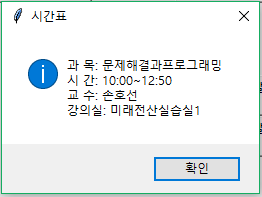 시간표
과 목: 문제해결과프로그래밍
시 간: 10:00~12:50
교 수: 손호선
강의실: 미래전산실습실1
확인